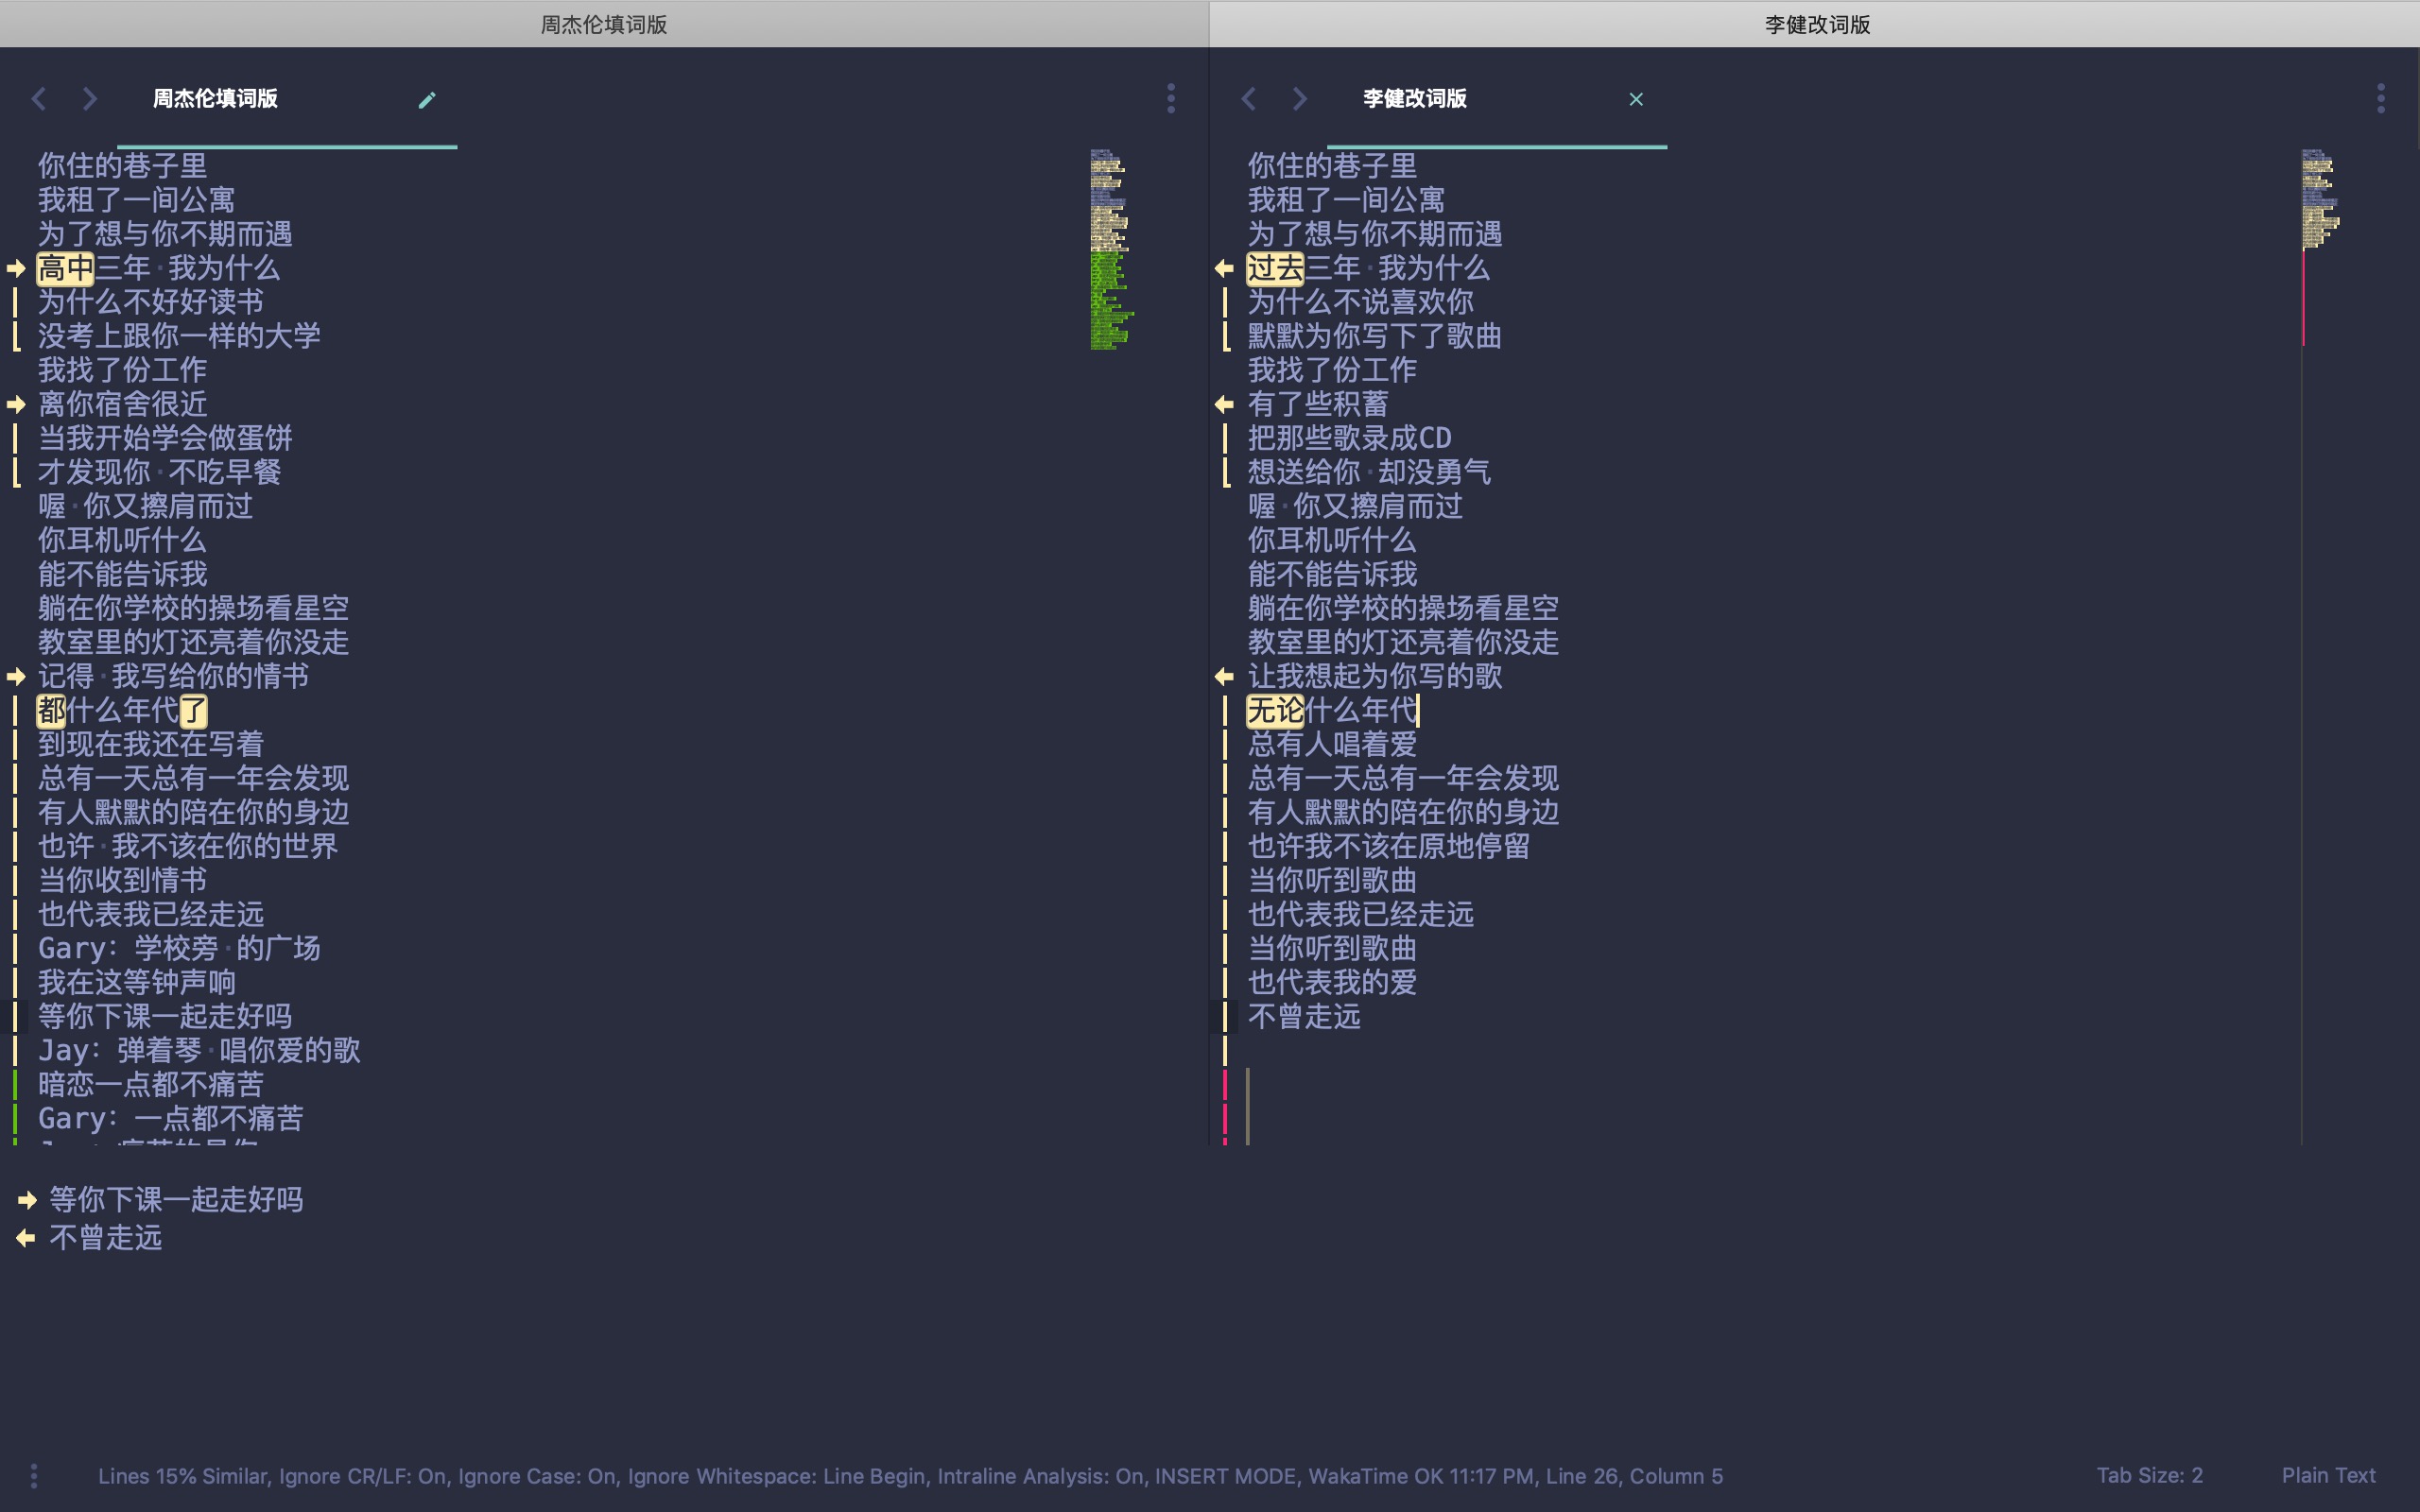 周杰伦填词版
周杰伦填词版
你住的巷子里
我租了一间公寓
为了想与你不期而遇
高中三年 我为什么
为什么不好好读书
没考上跟你一样的大学
我找了份工作
离你宿舍很近
当我开始学会做蛋饼
才发现你 不吃早餐
喔 你又擦肩而过
你耳机听什么
能不能告诉我
躺在你学校的操场看星空
教室里的灯还亮着你没走
记得 我写给你的情书
都什么年代了
到现在我还在写着
总有一天总有一年会发现
有人默默的陪在你的身边
也许 我不该在你的世界
当你收到情书
也代表我已经走远
Gary: 学校旁 的广场
我在这等钟声响
等你下课一起走好吗
Jay: 弹着琴 唱你爱的歌
暗恋一点都不痛苦
Gary: 一点都不痛苦
李健改词版
李健改词版
你住的巷子里
我租了一间公寓
为了想与你不期而遇
过去三年 我为什么
为什么不说喜欢你
默默为你写下了歌曲
我找了份工作
有了些积蓄
把那些歌录成CD
想送给你 却没勇气
喔 你又擦肩而过
你耳机听什么
能不能告诉我
躺在你学校的操场看星空
教室里的灯还亮着你没走
让我想起为你写的歌
无论什么年代
总有人唱着爱
总有一天总有一年会发现
有人默默的陪在你的身边
也许我不该在原地停留
当你听到歌曲
也代表我已经走远
当你听到歌曲
也代表我的爱
不曾走远
等你下课一起走好吗
不曾走远
Lines 15% Similar, Ignore CR/LF: On, Ignore Case: On, Ignore Whitespace: Line Begin, Intraline Analysis: On, INSERT MODE, WakaTime OK 11:17 PM, Line 26, Column 5
Tab Size: 2
Plain Text